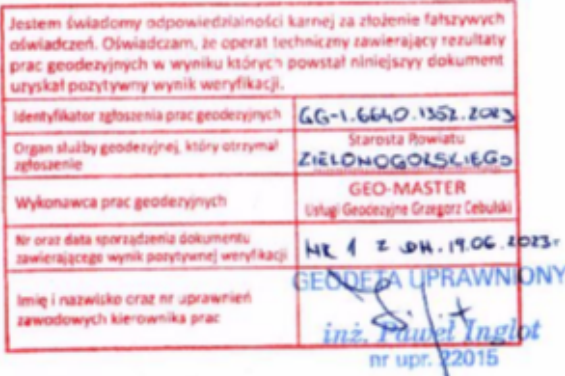 Jestem świadomy odpowiedzialności karnej za złożenie fałszywych
oświadczeń. Oświadczam, że operat techniczny zawierający rezultaty
prac geodezyjnych w wyniku których powstał niniejszyy dokument
uzyskał pozytywny wynik weryfikacji.
Identyfikator zgłoszenia prac geodezyjnych GG-I.6640.1352.2023
Organ służby geodezyjnej, który otrzymał
zgłoszenie
Starosta Powiatu
ZIELONOGÓRSKIEGO
Wykonawca prac geodezyjnych
GEO-MASTER
Usługi Geodezyjne Grzegorz Cebulski
Nr oraz data sporządzenia dokumentu
zawierającego wynik pozytywnej weryfikacji
NR 1 Z DN. 19.06.2023r
Imię i nazwisko oraz nr uprawnień
zawodowych kierownika prac
GEODETA UPRAWNIONY
inż. Paweł Inglot
nr upr. 22015